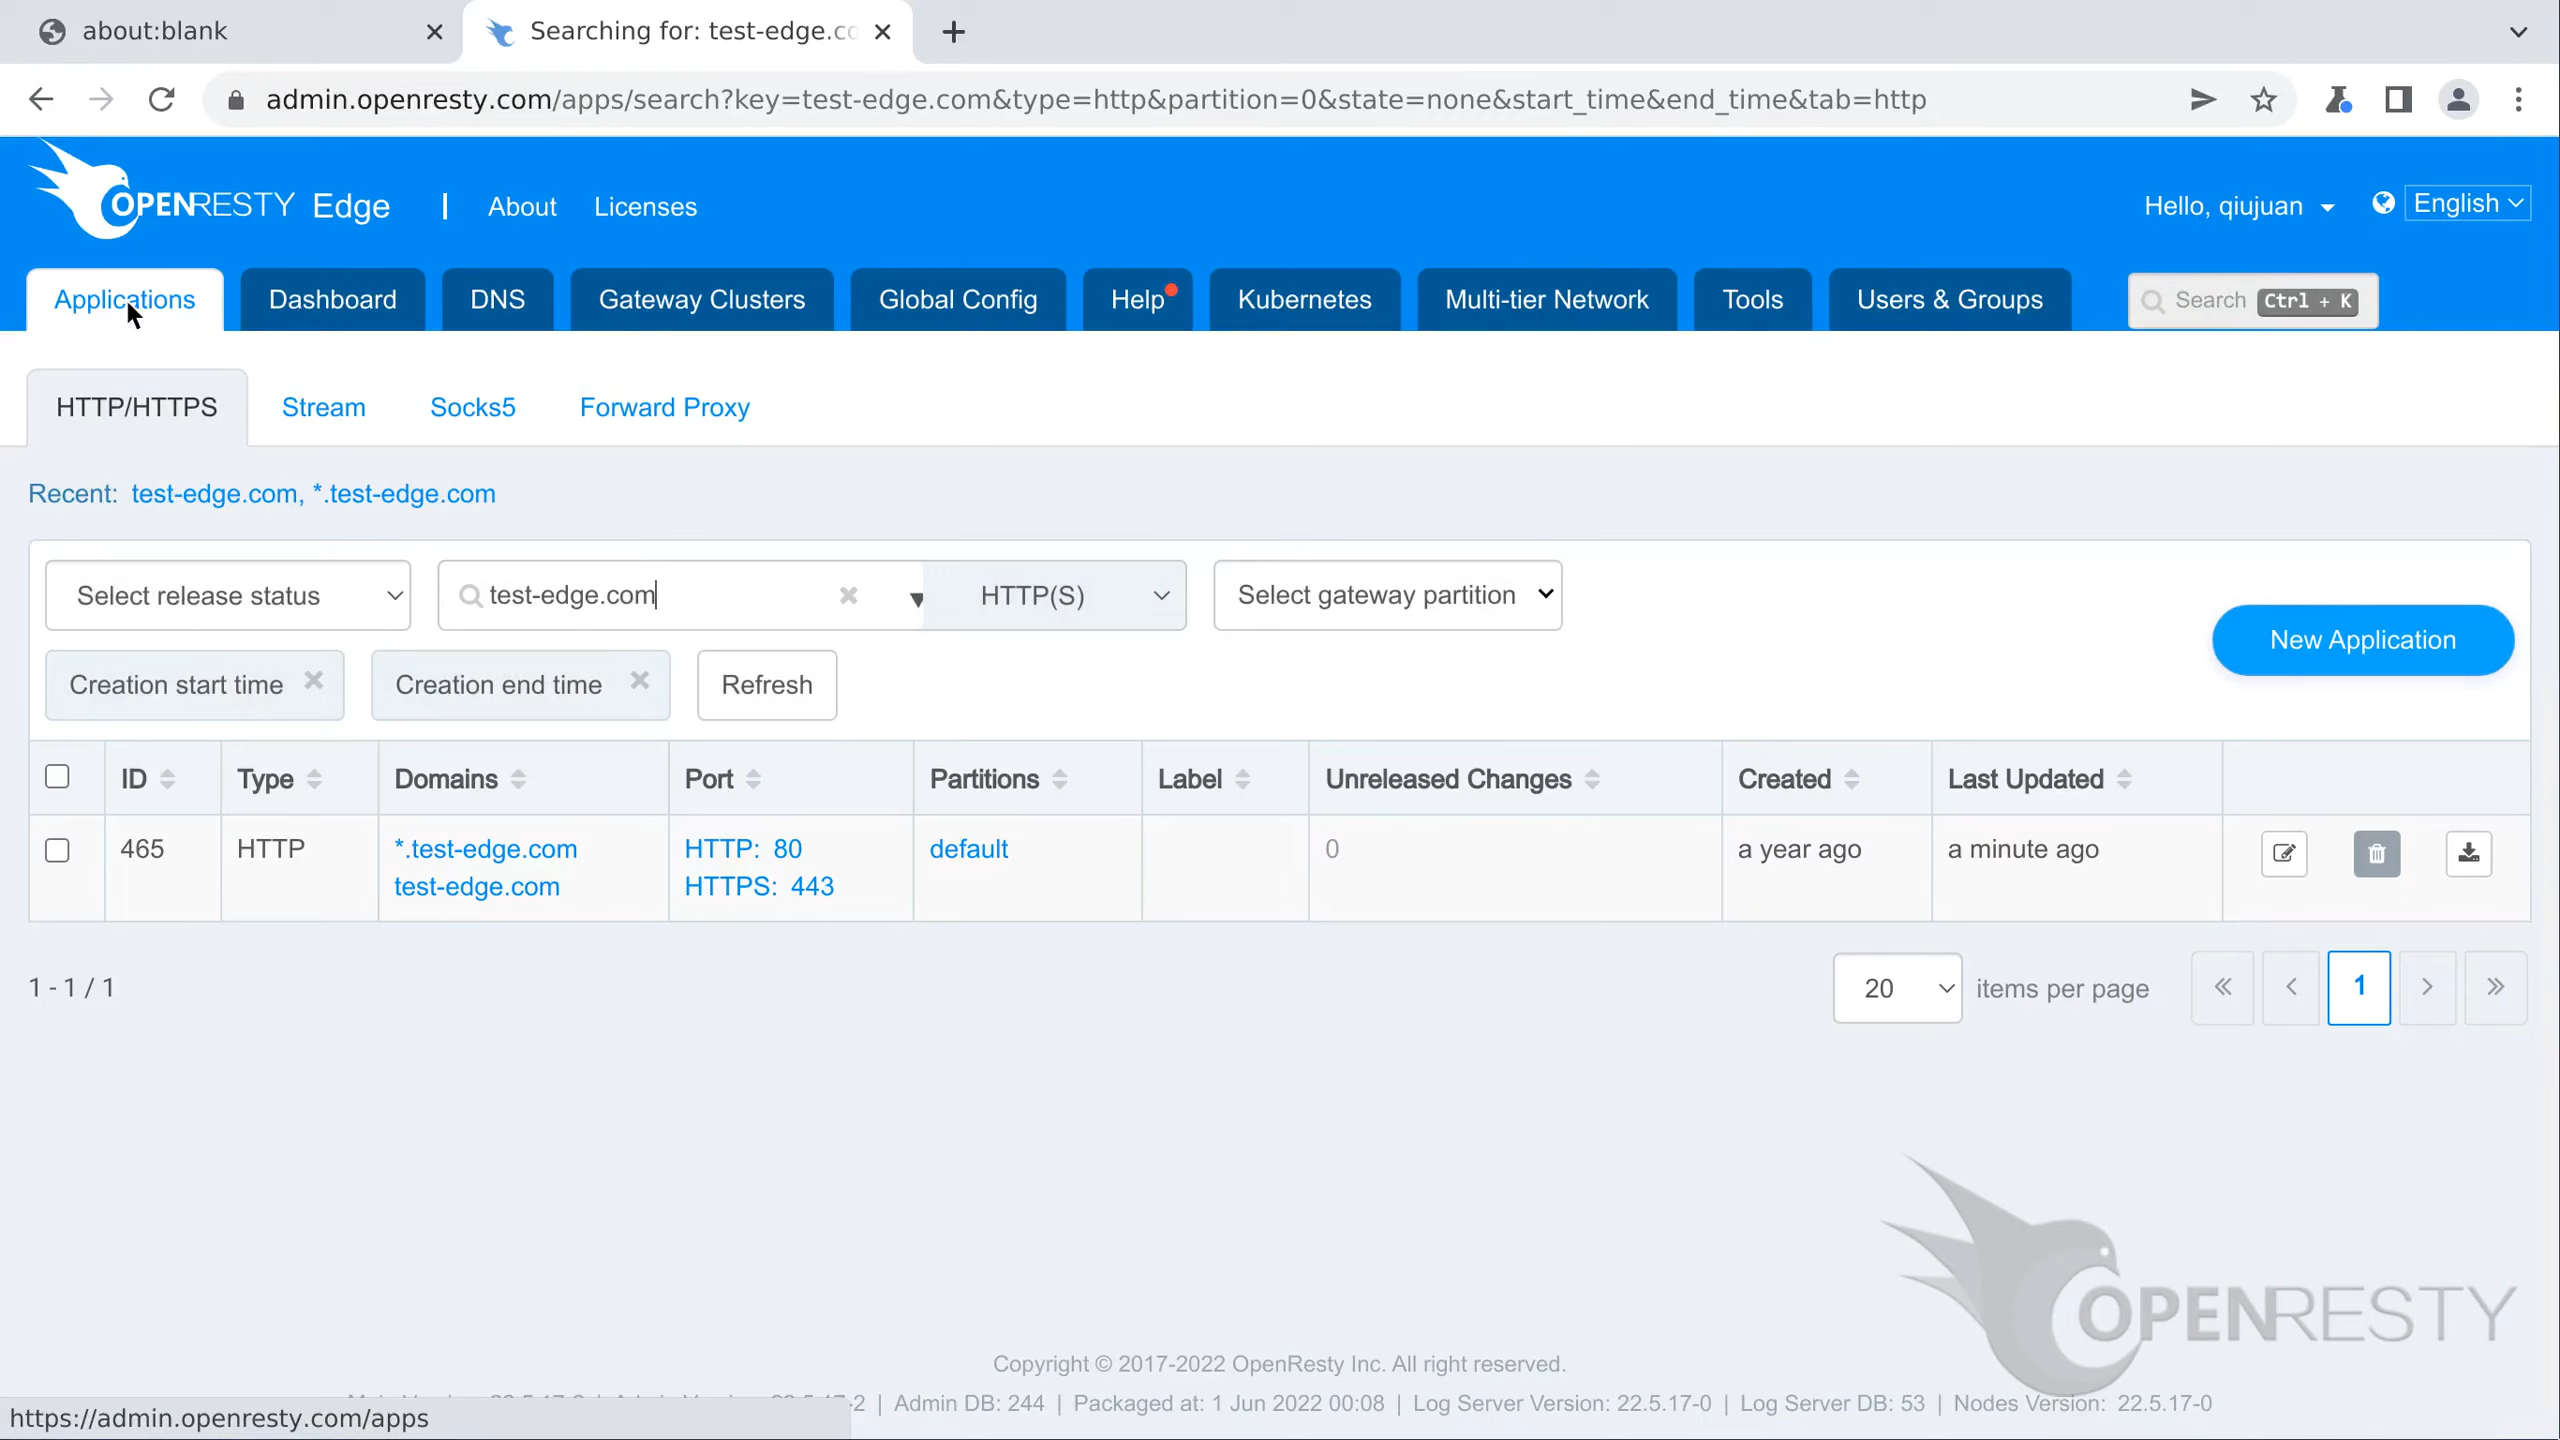 about:blank
Searching for: test-edge.co
admin.openresty.com/apps/search?key=test-edge.com&type=http&partition=0&state=none&start_time&end_time&tab=http
OPENRESTY Edge | About Licenses
Hello, qiujuan English
Applications Dashboard DNS Gateway Clusters Global Config Help Kubernetes Multi-tier Network Tools Users & Groups Search Ctrl + K
HTTP/HTTPS Stream Socks5 Forward Proxy
Recent: test-edge.com, *.test-edge.com
Select release status test-edge.com HTTP(S) Select gateway partition
New Application
Creation start time Creation end time Refresh
ID Type Domains Port Partitions Label Unreleased Changes Created Last Updated
465 HTTP *.test-edge.com HTTP: 80 default 0 a year ago a minute ago
test-edge.com HTTPS: 443
1 - 1 / 1 20 items per page « ‹ 1 › »
OPENRESTY
Copyright © 2017-2022 OpenResty Inc. All right reserved.
-2 | Admin DB: 244 | Packaged at: 1 Jun 2022 00:08 | Log Server Version: 22.5.17-0 | Log Server DB: 53 | Nodes Version: 22.5.17-0
https://admin.openresty.com/apps